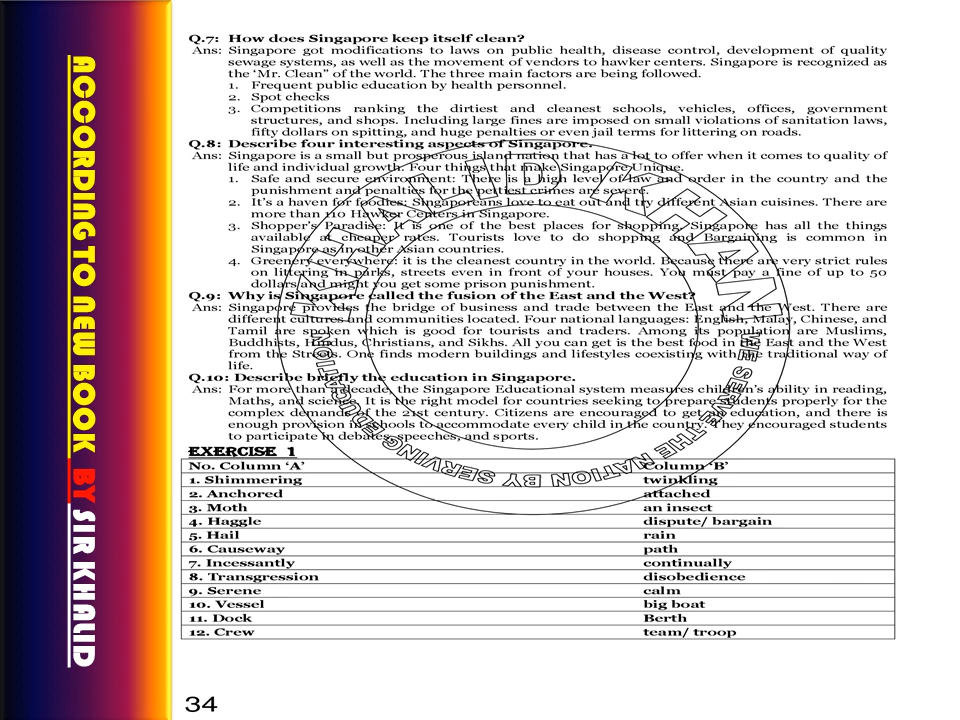 ACCORDING TO NEW BOOK BY SIR KHALID
Q.7: How does Singapore keep itself clean?
Ans: Singapore got modifications to laws on public health, disease control, development of quality
sewage systems, as well as the movement of vendors to hawker centers. Singapore is recognized as
the ‘Mr. Clean” of the world. The three main factors are being followed.
1. Frequent public education by health personnel.
2. Spot checks
3. Competitions ranking the dirtiest and cleanest schools, vehicles, offices, government
structures, and shops. Including large fines are imposed on small violations of sanitation laws,
fifty dollars on spitting, and huge penalties or even jail terms for littering on roads.
Q.8: Describe four interesting aspects of Singapore.
Ans: Singapore is a small but prosperous island nation that has a lot to offer when it comes to quality of
life and individual growth. Four things that make Singapore Unique.
1. Safe and secure environment: There is a high level of law and order in the country and the
punishment and penalties for the pettiest crimes are severe.
2. It’s a haven for foodies: Singaporeans love to eat out and try different Asian cuisines. There are
more than 110 Hawker Centers in Singapore.
3. Shopper’s Paradise: It is one of the best places for shopping. Singapore has all the things
available at cheaper rates. Tourists love to do shopping and Bargaining is common in
Singapore as in other Asian countries.
4. Greenery everywhere: it is the cleanest country in the world. Because there are very strict rules
on littering in parks, streets even in front of your houses. You must pay a fine of up to 50
dollars and might you get some prison punishment.
Q.9: Why is Singapore called the fusion of the East and the West?
Ans: Singapore provides the bridge of business and trade between the East and the West. There are
different cultures and communities located. Four national languages: English, Malay, Chinese, and
Tamil are spoken which is good for tourists and traders. Among its population are Muslims,
Buddhists, Hindus, Christians, and Sikhs. All you can get is the best food in the East and the West
from the Streets. One finds modern buildings and lifestyles coexisting with the traditional way of
life.
Q.10: Describe briefly the education in Singapore.
Ans: For more than a decade, the Singapore Educational system measures children’s ability in reading,
Maths, and science. It is the right model for countries seeking to prepare students properly for the
complex demands of the 21st century. Citizens are encouraged to get an education, and there is
enough provision in schools to accommodate every child in the country. They encouraged students
to participate in debates, speeches, and sports.
EXERCISE 1
No. Column ‘A’ Column ‘B’
1. Shimmering twinkling
2. Anchored attached
3. Moth an insect
4. Haggle dispute/ bargain
5. Hail rain
6. Causeway path
7. Incessantly continually
8. Transgression disobedience
9. Serene calm
10. Vessel big boat
11. Dock Berth
12. Crew team/ troop
WE SERVE THE NATION BY SERVING EDUCATION
34